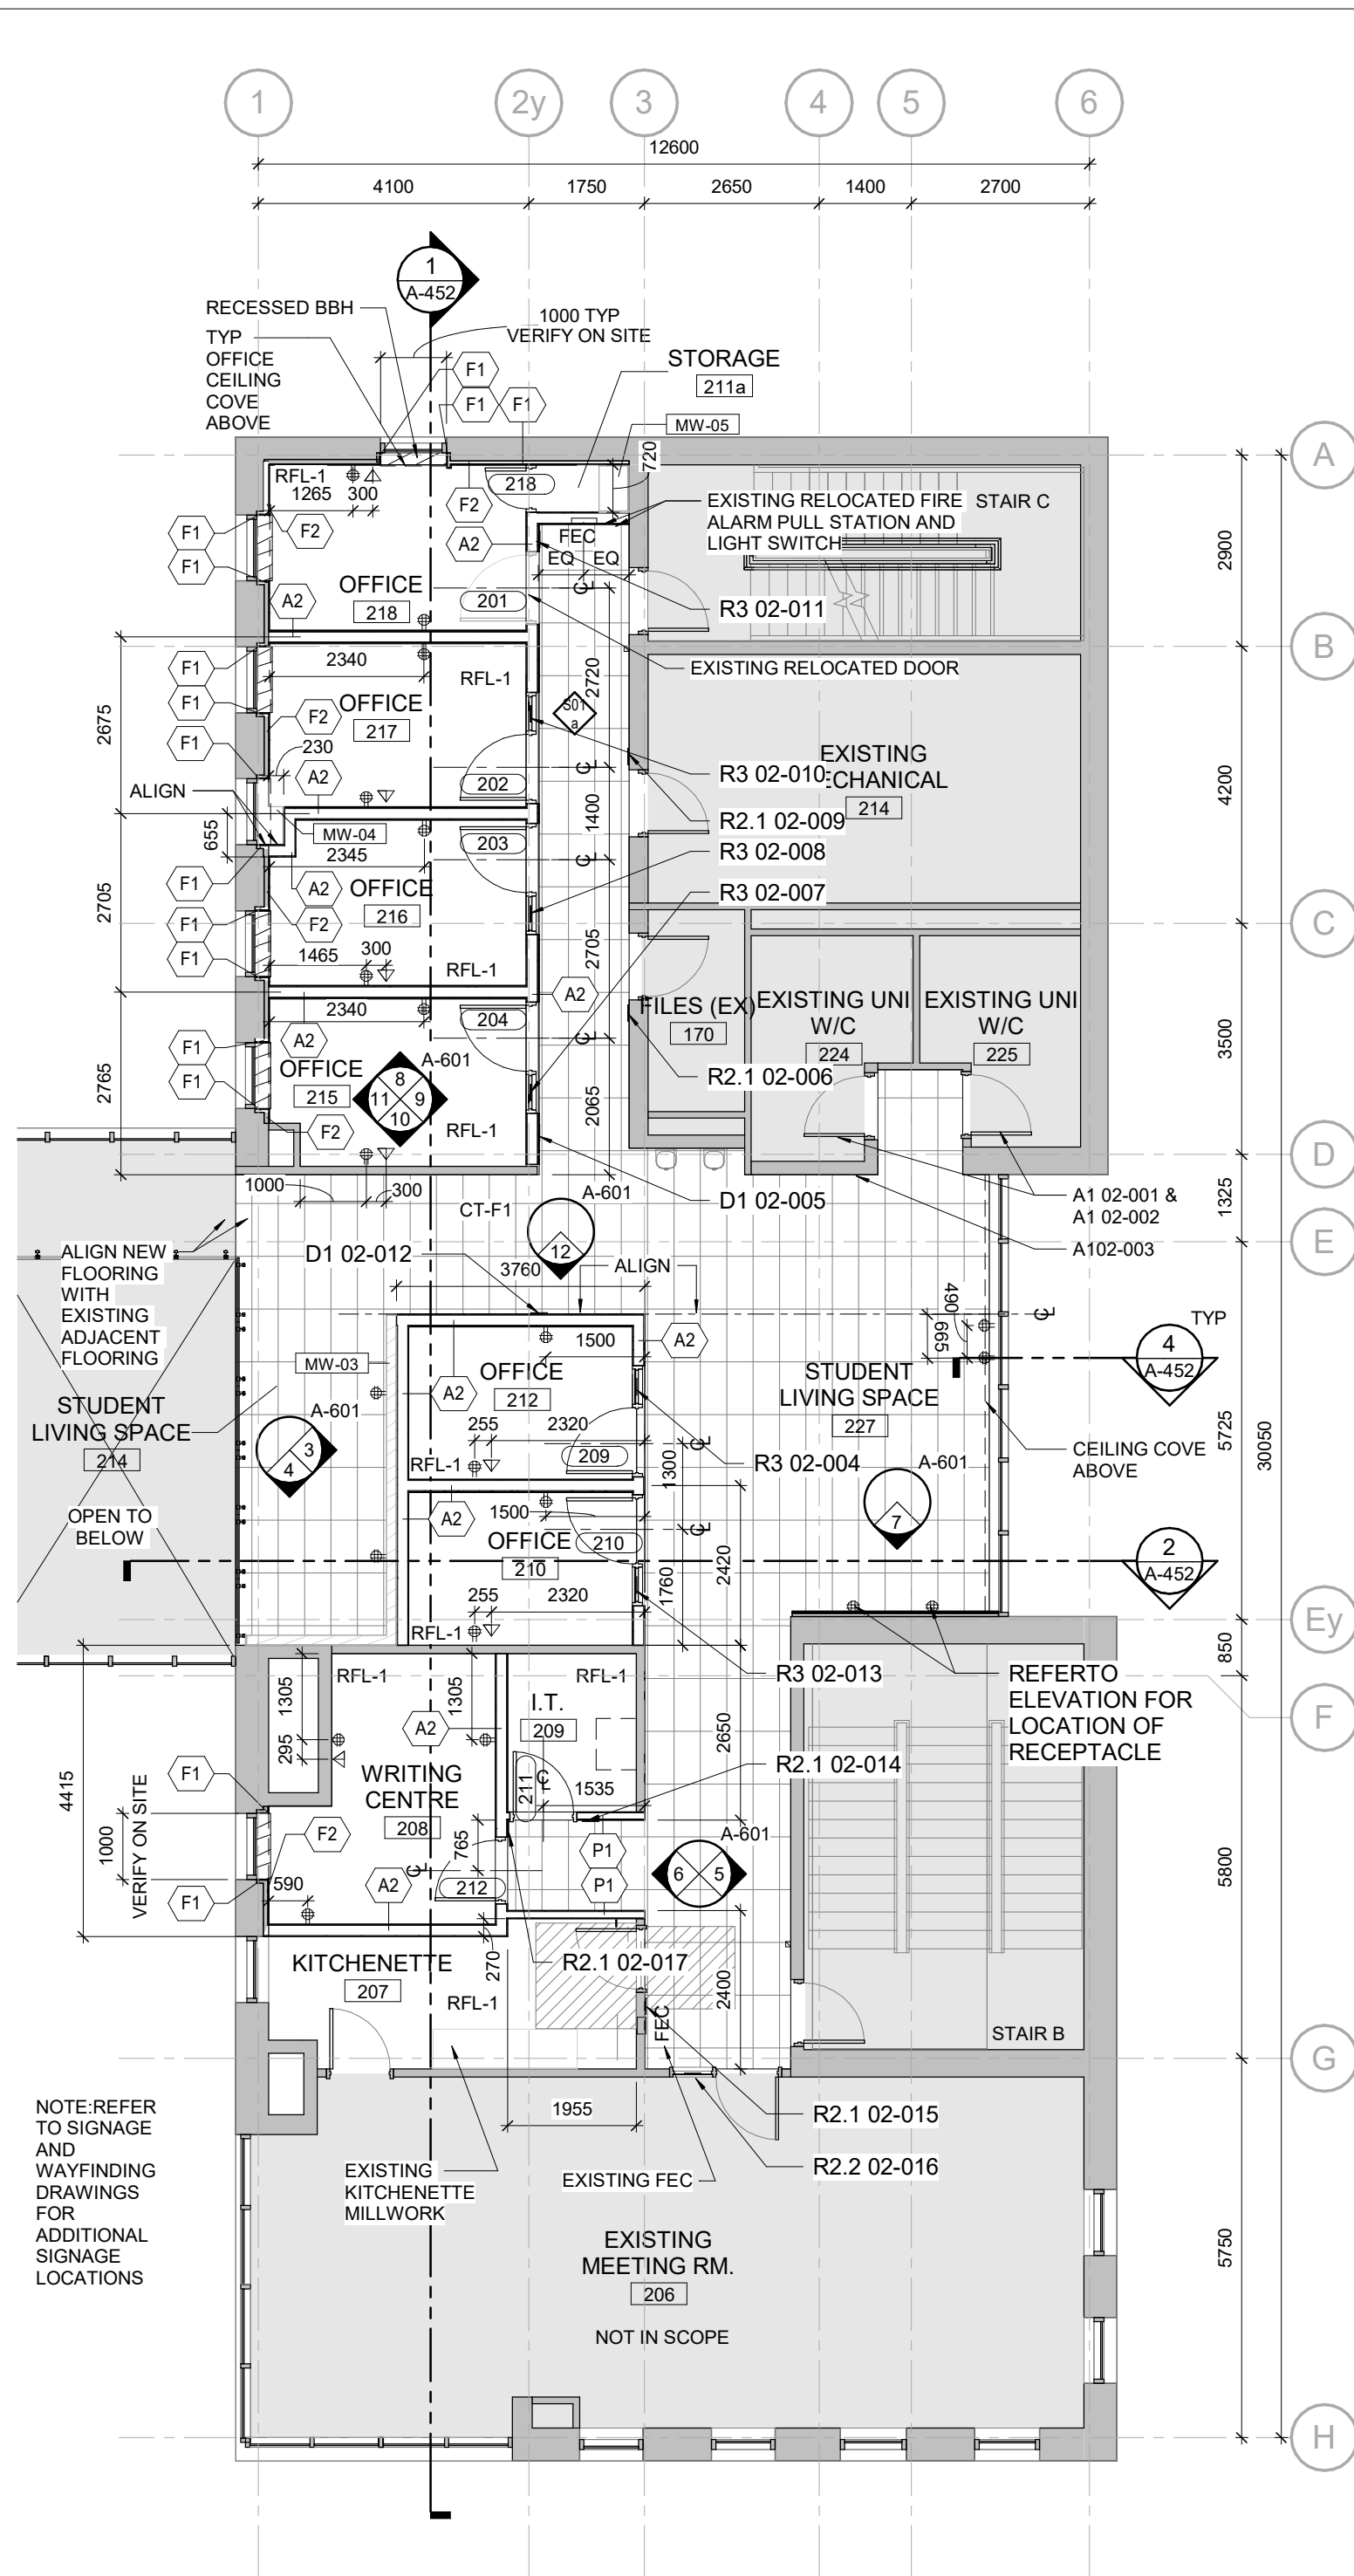 1
2y
3
4
5
6
12600
4100
1750
2650
1400
2700
1
A-452
RECESSED BBH
1000 TYP
VERIFY ON SITE
TYP
OFFICE
CEILING
COVE
ABOVE
F1
F1
F1
STORAGE
211a
MW-05
720
A
RFL-1
1265
300
218
F2
F2
A2
EXISTING RELOCATED FIRE
ALARM PULL STATION AND
LIGHT SWITCH
STAIR C
FEC
EQ
EQ
F1
F1
2900
OFFICE
218
A2
201
R3 02-011
B
EXISTING RELOCATED DOOR
F1
F1
F1
2340
RFL-1
2720
OFFICE
217
F2
S01
a
2675
230
A2
202
R3 02-010
EXISTING
MECHANICAL
214
4200
ALIGN
R2.1 02-009
1400
655
MW-04
203
R3 02-008
2345
F1
A2
OFFICE
216
R3 02-007
2705
F1
F1
F2
C
1465
300
RFL-1
2705
A2
2340
204
FILES (EX)
170
EXISTING UNI
W/C
224
EXISTING UNI
W/C
225
3500
F1
F1
A2
OFFICE
215
A-601
8
11
9
10
R2.1 02-006
2765
F2
RFL-1
2065
D
1000
300
CT-F1
A-601
D1 02-005
A1 02-001 &
A1 02-002
1325
A102-003
E
ALIGN NEW
FLOORING
WITH
EXISTING
ADJACENT
FLOORING
D1 02-012
12
3760
ALIGN
490
665
TYP
4
A-452
MW-03
1500
A2
OFFICE
212
A2
STUDENT
LIVING SPACE
227
STUDENT
LIVING SPACE
214
A-601
3
4
255
2320
RFL-1
209
1300
R3 02-004
A-601
CEILING COVE
ABOVE
5725
30050
OPEN TO
BELOW
A2
1500
OFFICE
210
210
7
2
A-452
2420
1760
255
2320
RFL-1
Ey
850
RFL-1
RFL-1
R3 02-013
REFERTO
ELEVATION FOR
LOCATION OF
RECEPTACLE
F
1305
295
1305
A2
I.T.
209
2650
R2.1 02-014
WRITING
CENTRE
208
211
1535
4415
F1
1000
VERIFY ON SITE
F2
765
P1
P1
A-601
6
5
5800
F1
590
A2
212
KITCHENETTE
207
270
R2.1 02-017
RFL-1
2400
FEC
STAIR B
G
NOTE:REFER
TO SIGNAGE
AND
WAYFINDING
DRAWINGS
FOR
ADDITIONAL
SIGNAGE
LOCATIONS
1955
R2.1 02-015
EXISTING
KITCHENETTE
MILLWORK
EXISTING FEC
R2.2 02-016
EXISTING
MEETING RM.
206
5750
NOT IN SCOPE
H